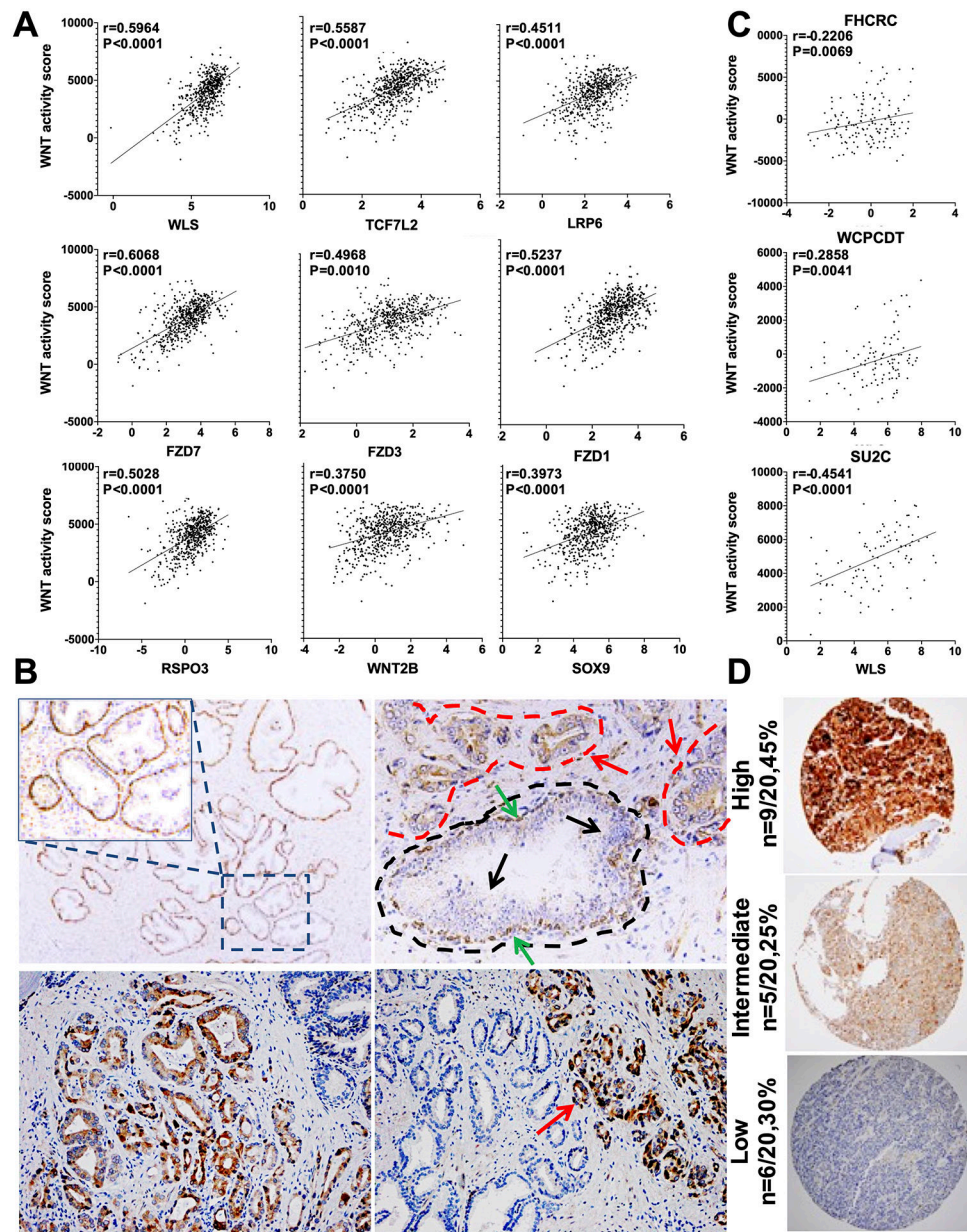 A
r=0.5964
P<0.0001
WNT activity score
10000
5000
0
-5000
0
5
10
WLS
r=0.5587
P<0.0001
0
2
4
6
TCF7L2
r=0.4511
P<0.0001
-2
0
2
4
6
LRP6
r=0.6068
P<0.0001
WNT activity score
10000
5000
0
-5000
-2
0
2
4
6
8
FZD7
r=0.4968
P=0.0010
2
0
2
4
FZD3
r=0.5237
P<0.0001
-2
0
2
4
6
FZD1
r=0.5028
P<0.0001
WNT activity score
10000
5000
0
-5000
-10
-5
0
5
10
RSPO3
r=0.3750
P<0.0001
-4
-2
0
2
4
6
WNT2B
r=0.3973
P<0.0001
0
2
4
6
8
10
SOX9
C
FHCRC
r=-0.2206
P=0.0069
WNT activity score
0000
5000
0
-5000
-10000
-4
-2
0
2
4
WCPCDT
r=0.2858
P=0.0041
WNT activity score
6000
4000
2000
0
-2000
-4000
0
2
4
6
8
10
SU2C
r=-0.4541
P<0.0001
WNT activity score
10000
8000
6000
4000
2000
0
0
2
4
6
8
10
WLS
B
D
High
n=9/20,45%
Intermediate
n=5/20,25%
Low
n=6/20,30%